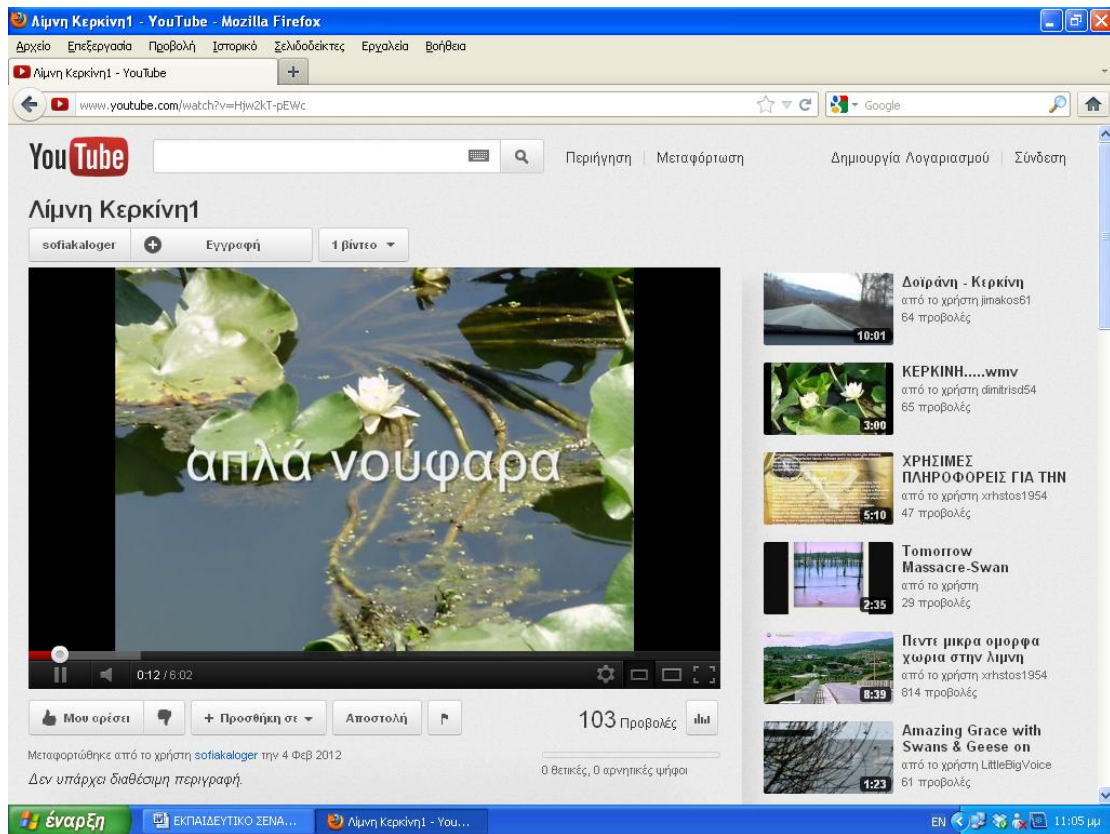 Λίμνη Κερκίνη1 - YouTube - Mozilla Firefox
Αρχείο Επεξεργασία Προβολή Ιστορικό Σελιδοδείκτες Εργαλεία Βοήθεια
Λίμνη Κερκίνη1 - YouTube
www.youtube.com/watch?v=Hjw2kT-pEWc
Google
YouTube
Περιήγηση Μεταφόρτωση Δημιουργία Λογαριασμού Σύνδεση
Λίμνη Κερκίνη1
sofiakaloger Εγγραφή 1 βίντεο
απλά νούφαρα
0:12 / 6:02
Μου αρέσει Προσθήκη σε Αποστολή
103 Προβολές
Μεταφορτώθηκε από το χρήστη sofiakaloger την 4 Φεβ 2012
Δεν υπάρχει διαθέσιμη περιγραφή.
0 θετικές, 0 αρνητικές ψήφοι
Δοϊράνη - Κερκίνη
από το χρήστη jimakos61
64 προβολές
10:01
ΚΕΡΚΙΝΗ.....wmv
από το χρήστη dimitrisd54
65 προβολές
3:00
ΧΡΗΣΙΜΕΣ
ΠΛΗΡΟΦΟΡΕΙΣ ΓΙΑ ΤΗΝ
από το χρήστη xrhstos1954
47 προβολές
5:10
Tomorrow
Massacre-Swan
από το χρήστη
29 προβολές
2:35
Πεντε μικρα ομορφα
χωρια στην λιμνη
από το χρήστη xrhstos1954
814 προβολές
8:39
Amazing Grace with
Swans & Geese on
από το χρήστη LittleBigVoice
61 προβολές
1:23
έναρξη
ΕΚΠΑΙΔΕΥΤΙΚΟ ΣΕΝΑ...
Λίμνη Κερκίνη1 - You...
EN
11:05 μμ